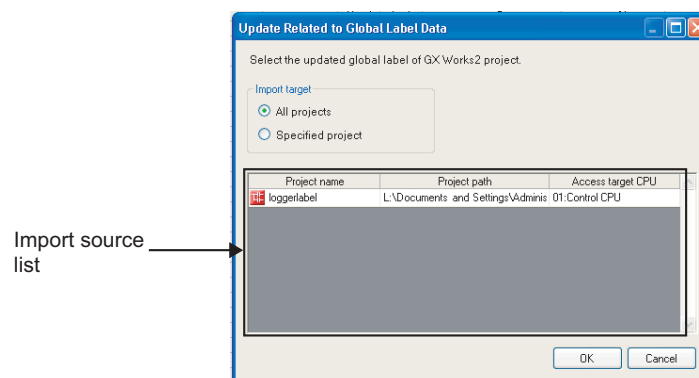 Update Related to Global Label Data
Select the updated global label of GX Works2 project.
Import target
All projects
Specified project
Project name Project path Access target CPU
loggerlabel L:\Documents and Settings\Adminis 01:Control CPU
Import source
list
OK Cancel